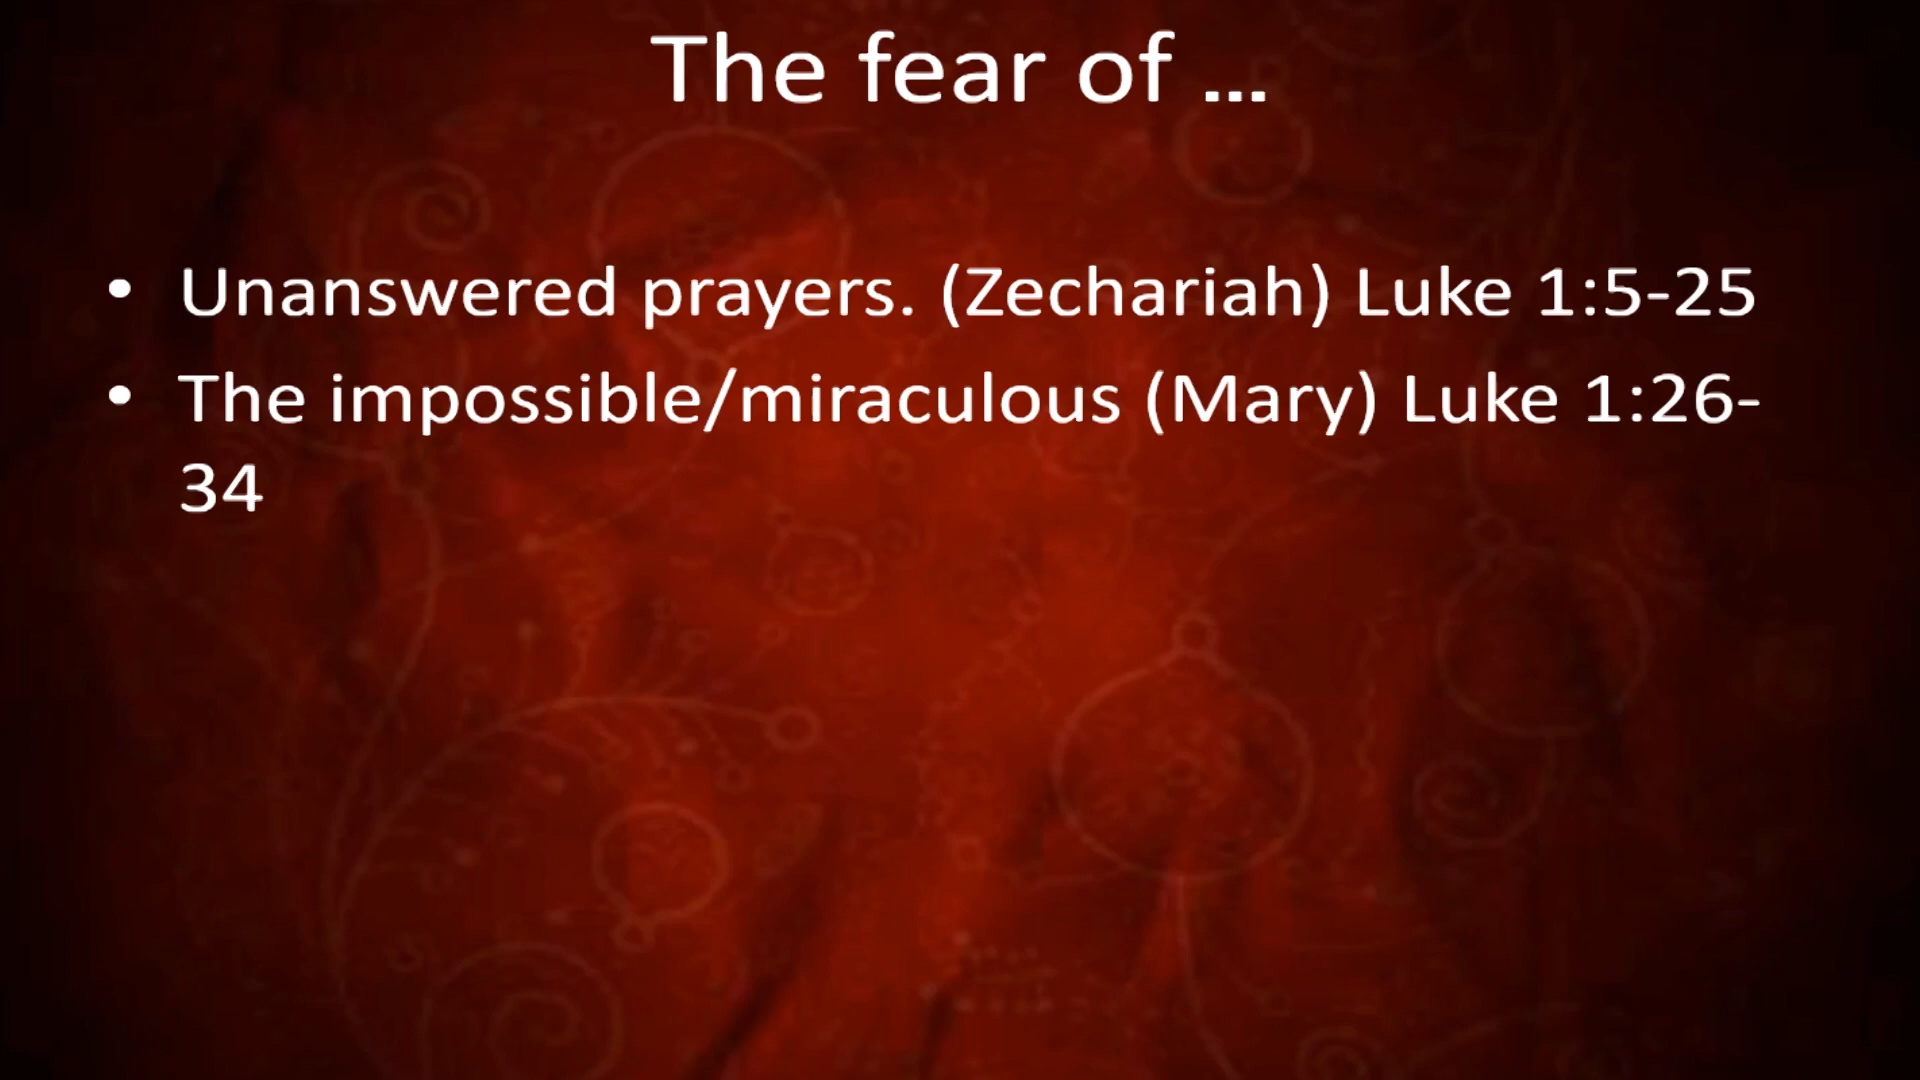 The fear of ...
• Unanswered prayers. (Zechariah) Luke 1:5-25
• The impossible/miraculous (Mary) Luke 1:26-
34